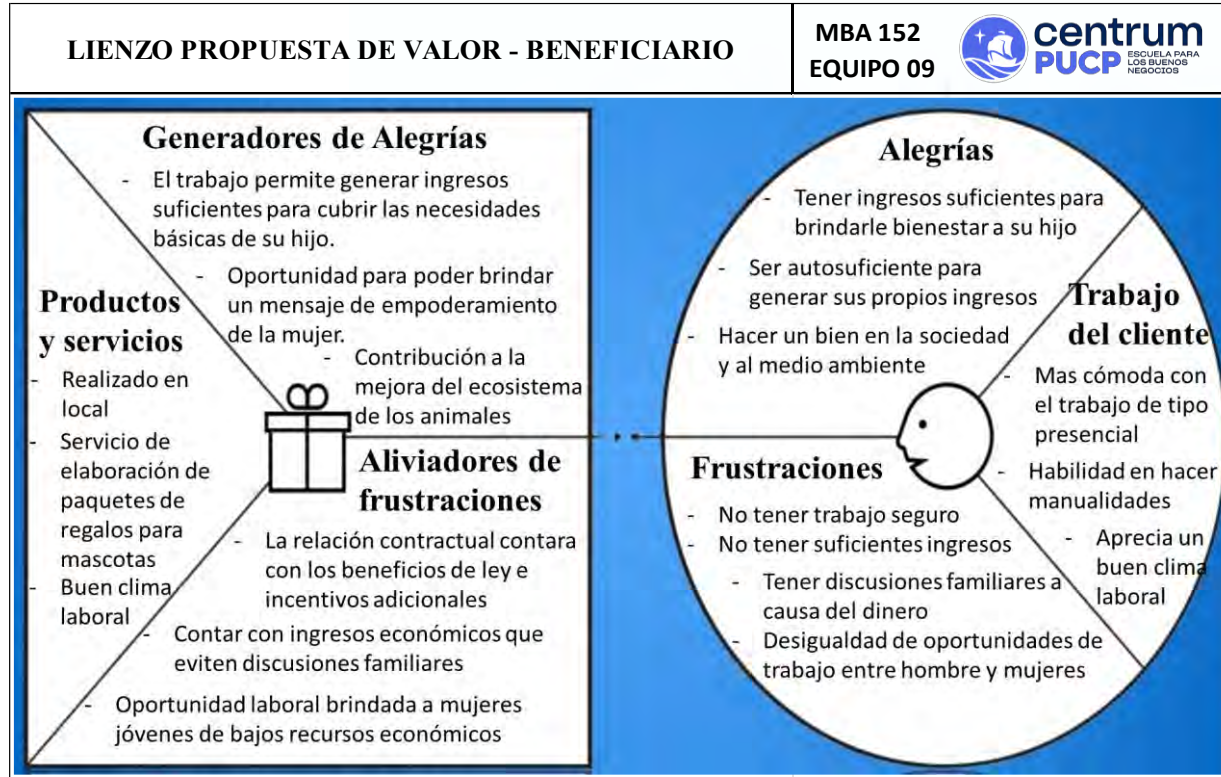 LIENZO PROPUESTA DE VALOR - BENEFICIARIO
MBA 152
EQUIPO 09
centrum
PUCP
ESCUELA PARA
LOS BUENOS
NEGOCIOS
Generadores de Alegrías
- El trabajo permite generar ingresos
suficientes para cubrir las necesidades
básicas de su hijo.
- Oportunidad para poder brindar
un mensaje de empoderamiento
de la mujer.
- Contribución a la
mejora del ecosistema
de los animales
Productos
y servicios
- Realizado en
local
- Servicio de
elaboración de
paquetes de
regalos para
mascotas
- Buen clima
laboral
Aliviadores de
frustraciones
- La relación contractual contara
con los beneficios de ley e
incentivos adicionales
- Contar con ingresos económicos que
eviten discusiones familiares
- Oportunidad laboral brindada a mujeres
jóvenes de bajos recursos económicos
Alegrías
- Tener ingresos suficientes para
brindarle bienestar a su hijo
- Ser autosuficiente para
generar sus propios ingresos
- Hacer un bien en la sociedad
y al medio ambiente
Trabajo
del cliente
- Mas cómoda con
el trabajo de tipo
presencial
- Habilidad en hacer
manualidades
- Aprecia un
buen clima
laboral
Frustraciones
- No tener trabajo seguro
- No tener suficientes ingresos
- Tener discusiones familiares a
causa del dinero
- Desigualdad de oportunidades de
trabajo entre hombre y mujeres